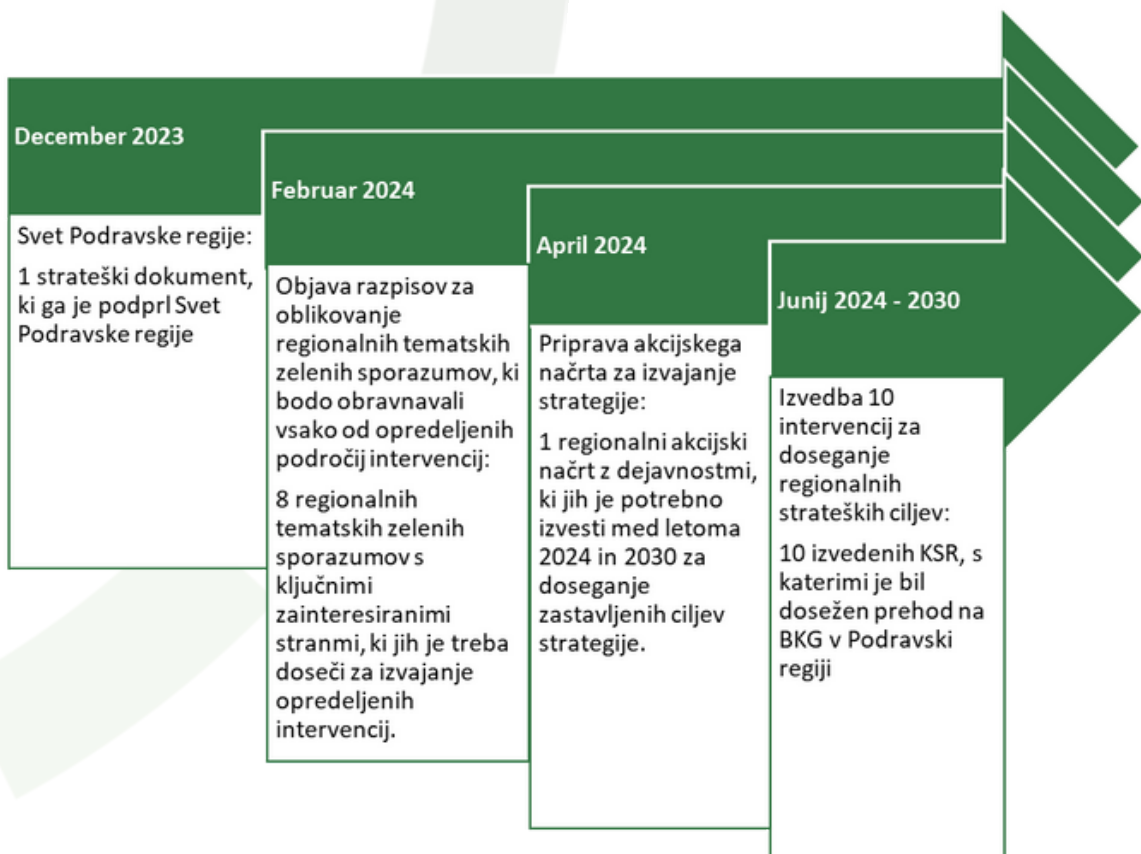 December 2023
Svet Podravske regije:
1 strateški dokument,
ki ga je podprl Svet
Podravske regije
Februar 2024
Objava razpisov za
oblikovanje
regionalnih tematskih
zelenih sporazumov, ki
bodo obravnavali
vsako od opredeljenih
področij intervencij:
8 regionalnih
tematskih zelenih
sporazumov s
ključnimi
zainteresiranimi
stranmi, ki jih je treba
doseči za izvajanje
opredeljenih
intervencij.
April 2024
Priprava akcijskega
načrta za izvajanje
strategije:
1 regionalni akcijski
načrt z dejavnostmi,
ki jih je potrebno
izvesti med letoma
2024 in 2030 za
doseganje
zastavljenih ciljev
strategije.
Junij 2024 - 2030
Izvedba 10
intervencij za
doseganje
regionalnih
strateških ciljev:
10 izvedenih KSR, s
katerimi je bil
dosežen prehod na
BKG v Podravski
regiji